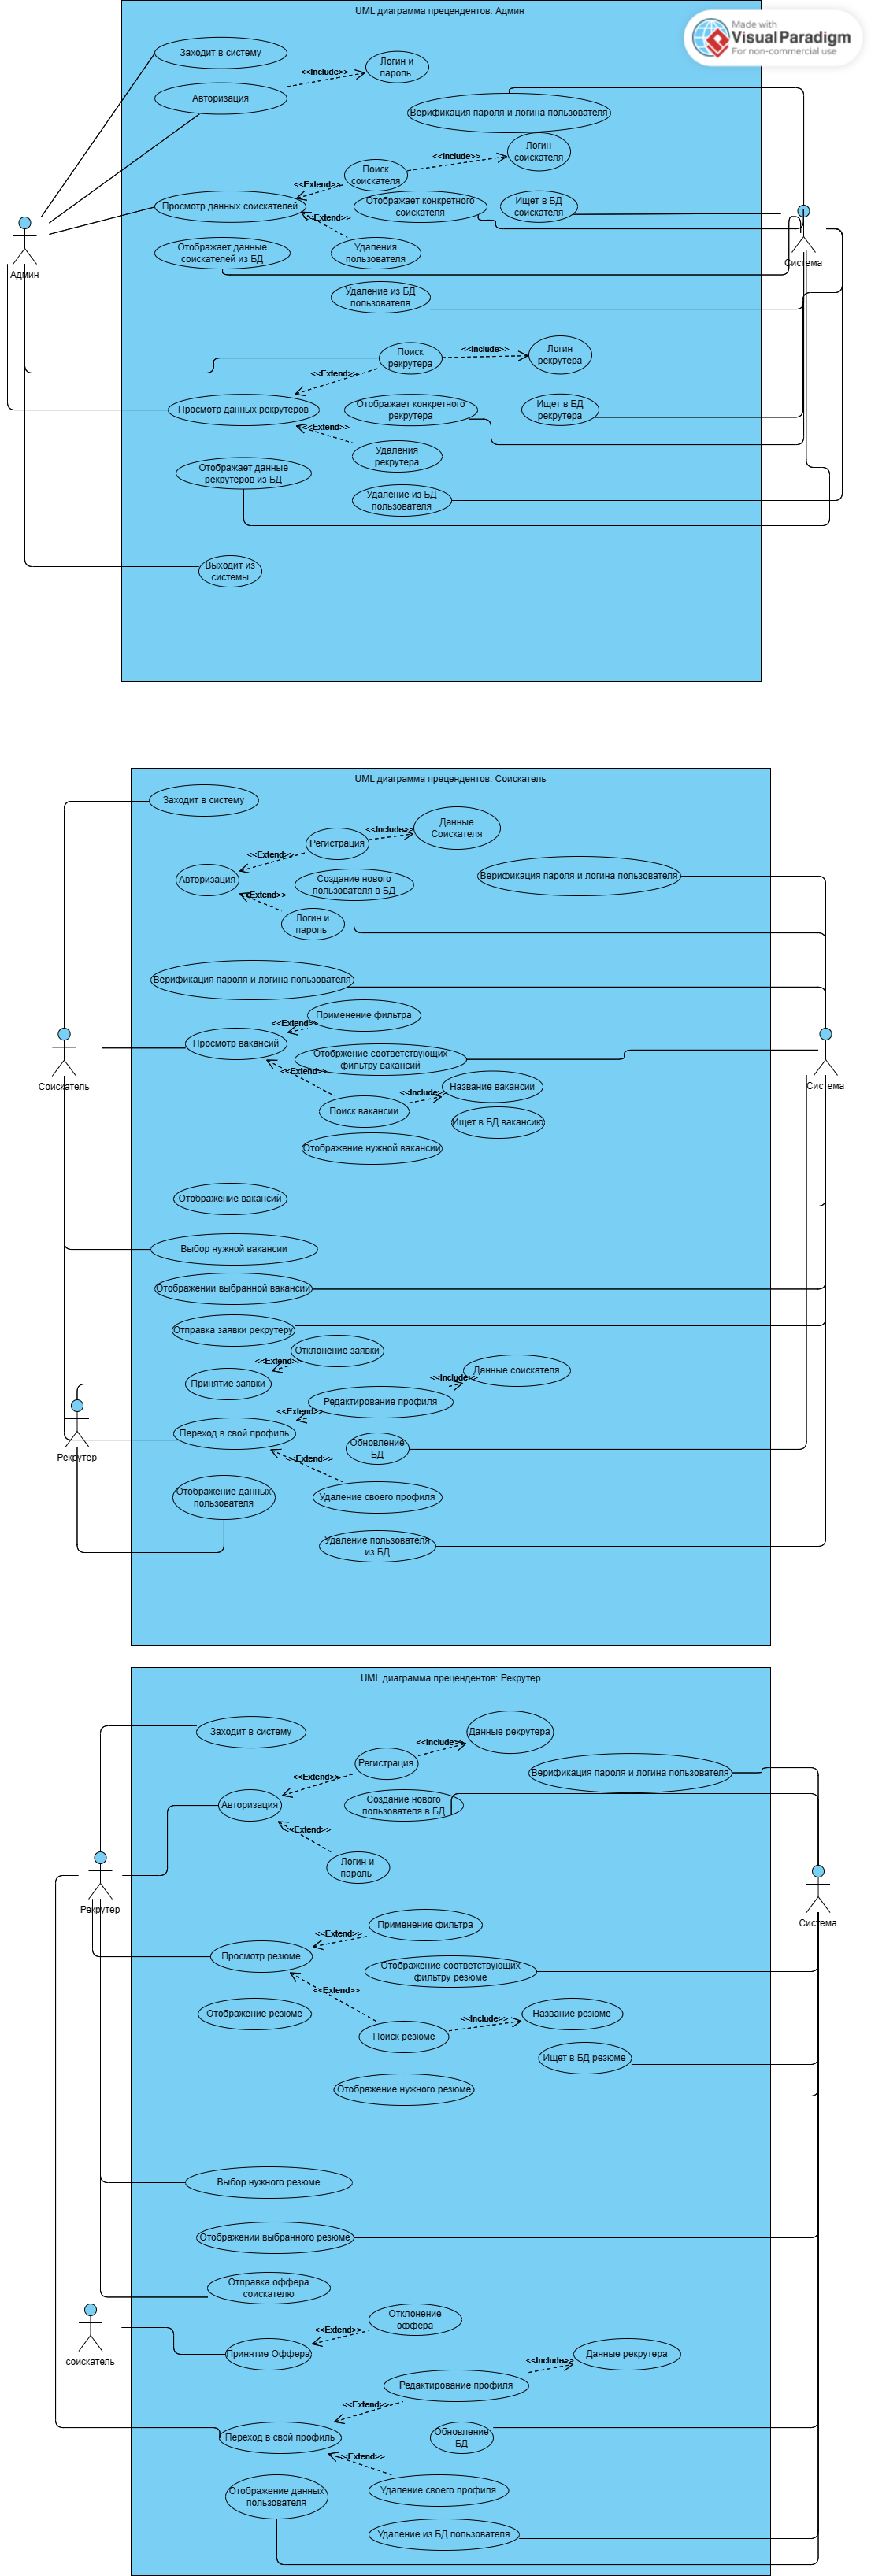 UML диаграмма прецендентов: Админ
Made with
VisualParadigm
For non-commercial use
Заходит в систему
Логин и
пароль
<<Include>>
Авторизация
Верификация пароля и логина пользователя
Логин
соискателя
<<Include>>
Поиск
соискателя
<<Extend>>
Просмотр данных соискателей
Отображает конкретного
соискателя
Ищет в БД
соискателя
<<Extend>>
Админ
Система
Отображает данные
соискателей из БД
Удаления
пользователя
Удаление из БД
пользователя
Поиск
рекрутера
<<Include>>
Логин
рекрутера
<<Extend>>
Просмотр данных рекрутеров
Отображает конкретного
рекрутера
Ищет в БД
рекрутера
<<Extend>>
Удаления
рекрутера
Отображает данные
рекрутеров из БД
Удаление из БД
пользователя
Выходит из
системы
UML диаграмма прецендентов: Соискатель
Заходит в систему
Данные
Соискателя
<<Include>>
Регистрация
<<Extend>>
Авторизация
Создание нового
пользователя в БД
Верификация пароля и логина пользователя
<<Extend>>
Логин и
пароль
Верификация пароля и логина пользователя
Применение фильтра
<<Extend>>
Просмотр вакансий
Отобржение соответствующих
фильтру вакансий
<<Extend>>
Соискатель
Система
Название вакансии
<<Include>>
Поиск вакансии
Ищет в БД вакансию
Отображение нужной вакансии
Отображение вакансий
Выбор нужной вакансии
Отображении выбранной вакансии
Отправка заявки рекрутеру
Отклонение заявки
<<Extend>>
Данные соискателя
<<Include>>
Принятие заявки
Редактирование профиля
<<Extend>>
Переход в свой профиль
Обновление
БД
Рекрутер
<<Extend>>
Отображение данных
пользователя
Удаление своего профиля
Удаление пользователя
из БД
UML диаграмма прецендентов: Рекрутер
Заходит в систему
Данные рекрутера
<<Include>>
Регистрация
Верификация пароля и логина пользователя
<<Extend>>
Авторизация
Создание нового
пользователя в БД
<<Extend>>
Логин и
пароль
Рекрутер
Система
Применение фильтра
<<Extend>>
Просмотр резюме
Отображение соответствующих
фильтру резюме
<<Extend>>
Отображение резюме
Название резюме
<<Include>>
Поиск резюме
Ищет в БД резюме
Отображение нужного резюме
Выбор нужного резюме
Отображении выбранного резюме
Отправка оффера
соискателю
Отклонение
оффера
<<Extend>>
Принятие Оффера
соискатель
Данные рекрутера
<<Include>>
Редактирование профиля
<<Extend>>
Переход в свой профиль
Обновление
БД
<<Extend>>
Отображение данных
пользователя
Удаление своего профиля
Удаление из БД пользователя